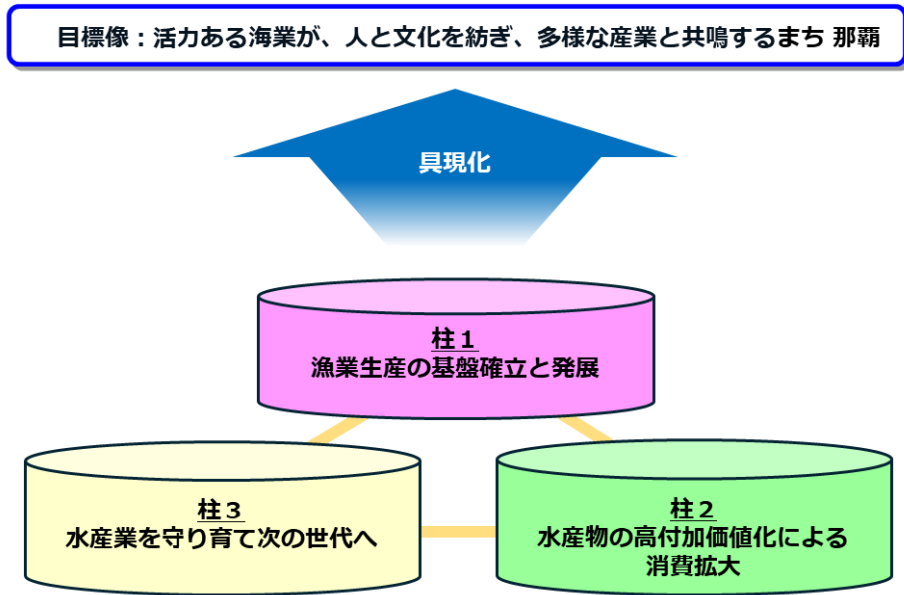 目標像：活力ある海業が、人と文化を紡ぎ、多様な産業と共鳴するまち 那覇
具現化
柱１
漁業生産の基盤確立と発展
柱３
水産業を守り育て次の世代へ
柱２
水産物の高付加価値化による
消費拡大